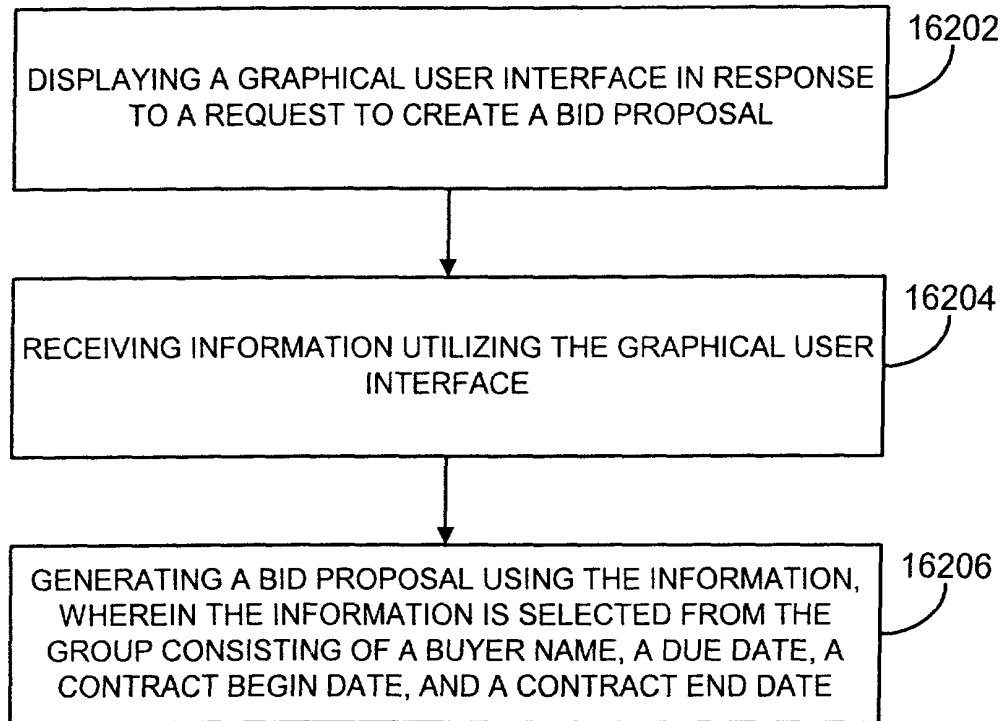 16202
DISPLAYING A GRAPHICAL USER INTERFACE IN RESPONSE
TO A REQUEST TO CREATE A BID PROPOSAL
16204
RECEIVING INFORMATION UTILIZING THE GRAPHICAL USER
INTERFACE
16206
GENERATING A BID PROPOSAL USING THE INFORMATION,
WHEREIN THE INFORMATION IS SELECTED FROM THE
GROUP CONSISTING OF A BUYER NAME, A DUE DATE, A
CONTRACT BEGIN DATE, AND A CONTRACT END DATE